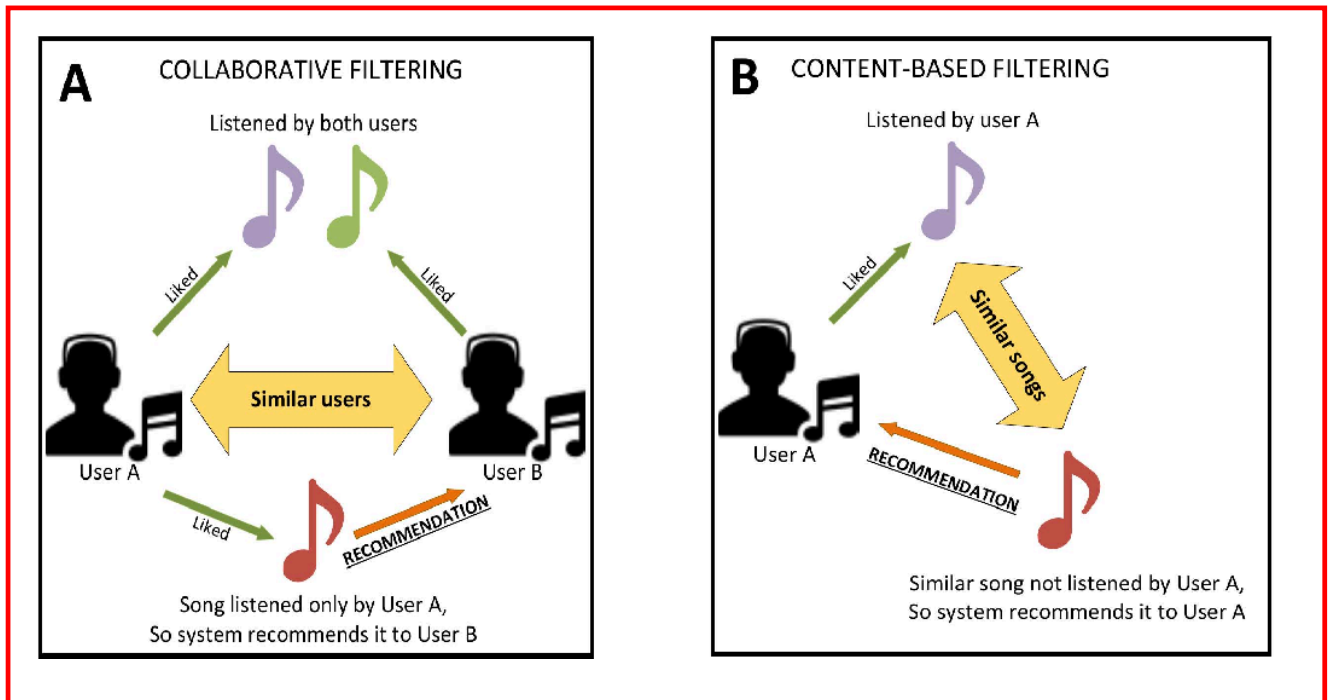 A
COLLABORATIVE FILTERING
Listened by both users
Liked
Liked
Similar users
User A
User B
Liked
RECOMMENDATION
Song listened only by User A,
So system recommends it to User B
B
CONTENT-BASED FILTERING
Listened by user A
Liked
Similar songs
User A
RECOMMENDATION
Similar song not listened by User A,
So system recommends it to User A